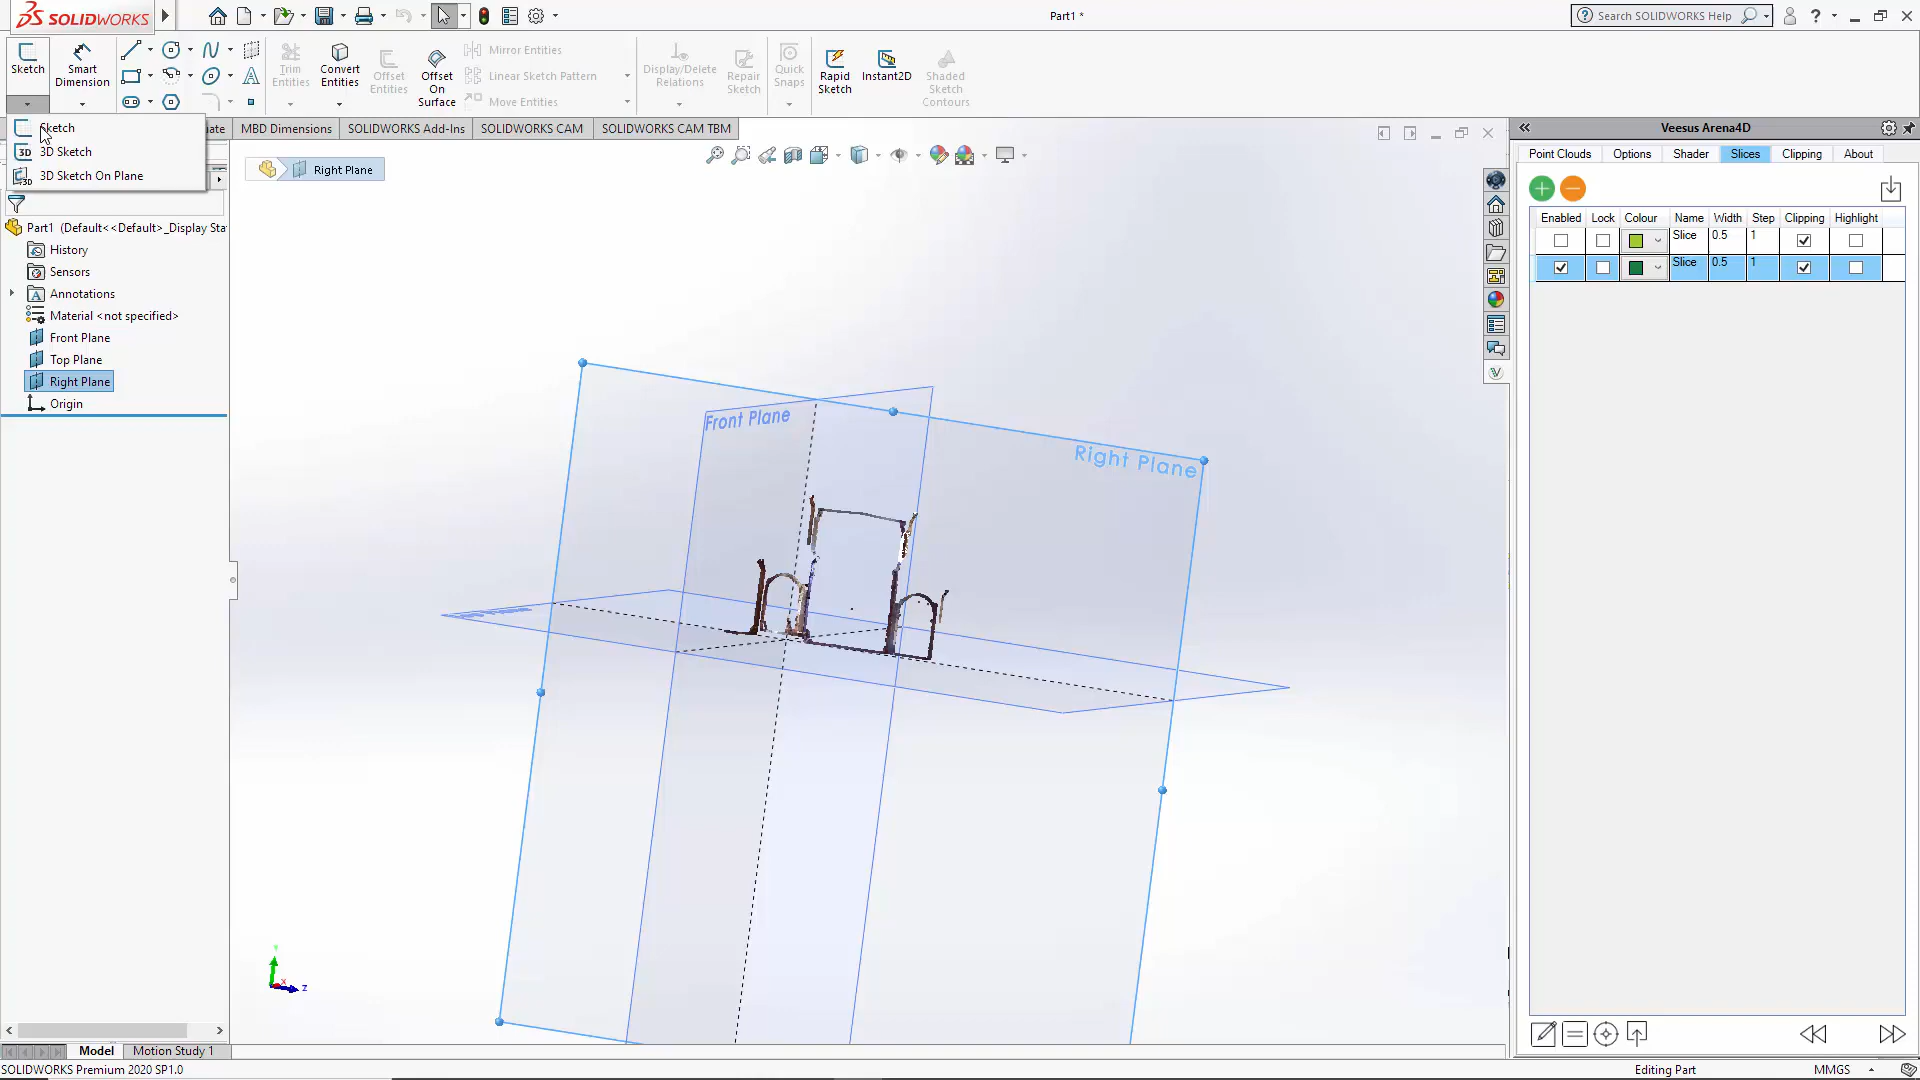 SOLIDWORKS
Part1 *
Search SOLIDWORKS Help
Sketch
Smart Dimension
Trim Entities
Convert Entities
Offset Entities
Offset On Surface
Mirror Entities
Linear Sketch Pattern
Move Entities
Display/Delete Relations
Repair Sketch
Quick Snaps
Rapid Sketch
Instant2D
Shaded Sketch Contours
Sketch
3D Sketch
3D Sketch On Plane
uate
MBD Dimensions
SOLIDWORKS Add-Ins
SOLIDWORKS CAM
SOLIDWORKS CAM TBM
Right Plane
Part1 (Default<<Default>_Display Sta
History
Sensors
Annotations
Material <not specified>
Front Plane
Top Plane
Right Plane
Origin
Front Plane
Right Plane
Y
X
Z
Veesus Arena4D
Point Clouds Options Shader Slices Clipping About
Enabled Lock Colour Name Width Step Clipping Highlight
Slice 0.5 1
Slice 0.5 1
Model
Motion Study 1
SOLIDWORKS Premium 2020 SP1.0
Editing Part
MMGS